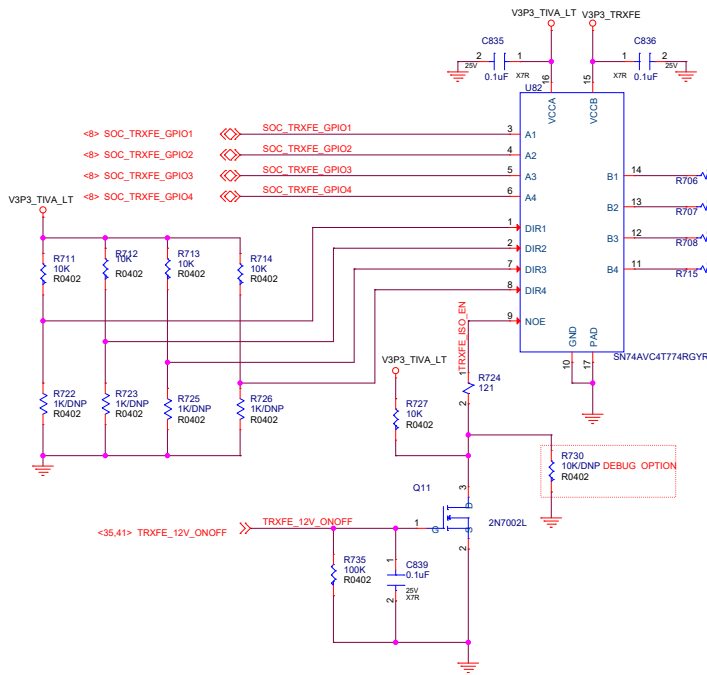 V3P3_TIVA_LT V3P3_TRXFE
C835 C836
2 1 1 2
25V X7R X7R 25V
0.1uF 0.1uF
16 15
U82
VCCA VCCB
<8> SOC_TRXFE_GPIO1 SOC_TRXFE_GPIO1 3 A1
<8> SOC_TRXFE_GPIO2 SOC_TRXFE_GPIO2 4 A2
<8> SOC_TRXFE_GPIO3 SOC_TRXFE_GPIO3 5 A3 B1 14 R706
<8> SOC_TRXFE_GPIO4 SOC_TRXFE_GPIO4 6 A4
V3P3_TIVA_LT
B2 13 R707
1 DIR1
2 DIR2 B3 12 R708
7 DIR3 B4 11 R715
8 DIR4
R711 10K R0402
R712 10K R0402
R713 10K R0402
R714 10K R0402
9 NOE
GND PAD
10 17
SN74AVC4T774RGYR
TRXFE_ISO_EN
V3P3_TIVA_LT
1 R724 121 2
R727 10K R0402
R722 1K/DNP R0402
R723 1K/DNP R0402
R725 1K/DNP R0402
R726 1K/DNP R0402
R730 10K/DNP R0402 DEBUG OPTION
Q11 3 D
2N7002L
<35,41> TRXFE_12V_ONOFF TRXFE_12V_ONOFF 1 G S 2
R735 100K R0402
1 C839 0.1uF 25V X7R 2